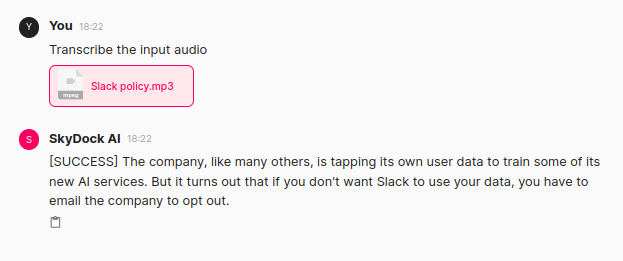 Y You 18:22
Transcribe the input audio
mpeg Slack policy.mp3
S SkyDock AI 18:22
[SUCCESS] The company, like many others, is tapping its own user data to train some of its
new AI services. But it turns out that if you don't want Slack to use your data, you have to
email the company to opt out.